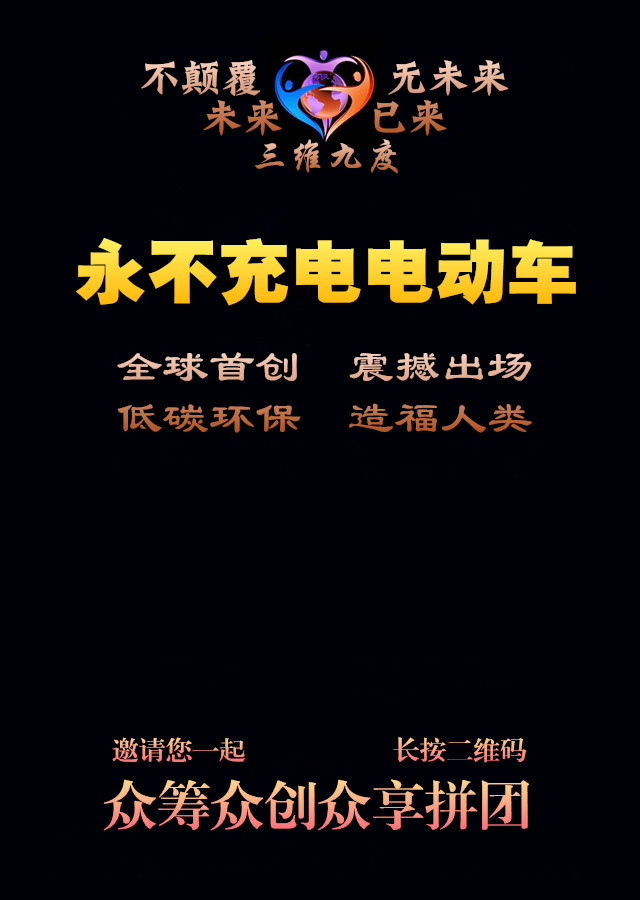 不颠覆 无未来
未来 已来
三维九度
永不充电电动车
全球首创 震撼出场
低碳环保 造福人类
邀请您一起 长按二维码
众筹众创众享拼团